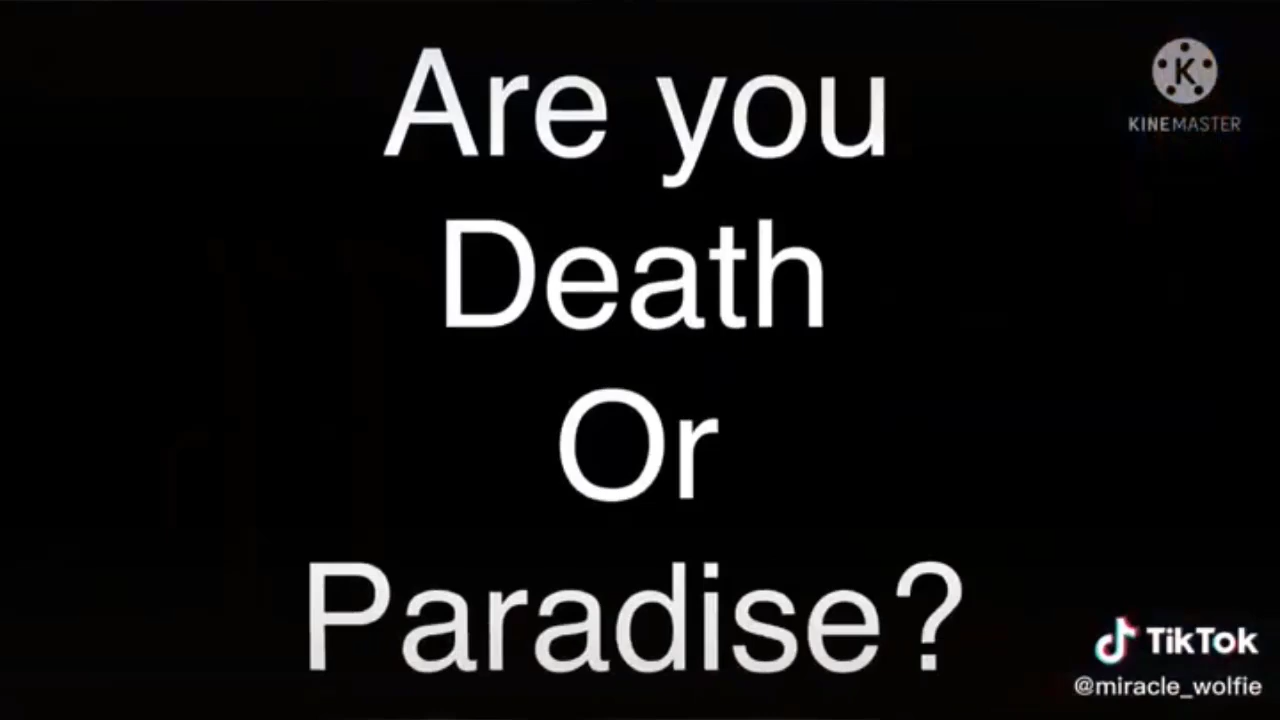 Are you
Death
Or
Paradise?
K
KINEMASTER
TikTok
@miracle_wolfie